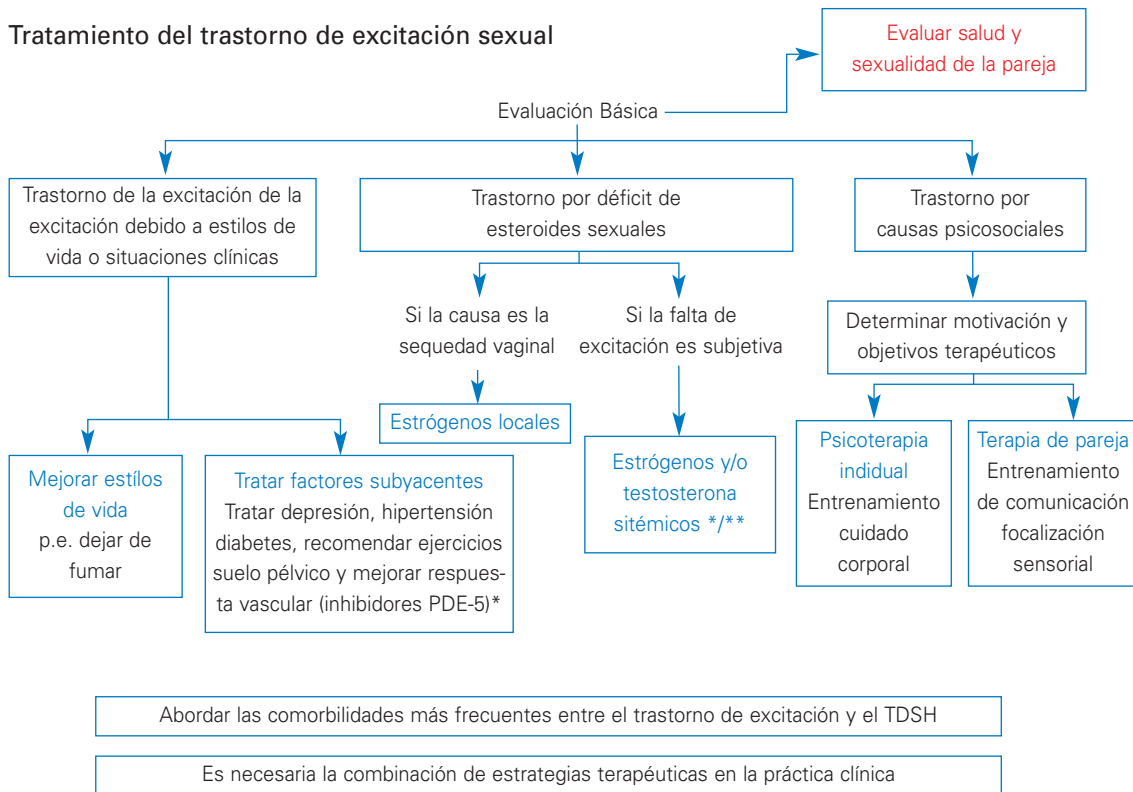 Tratamiento del trastorno de excitación sexual
Evaluar salud y
sexualidad de la pareja
Evaluación Básica
Trastorno de la excitación de la
excitación debido a estilos de
vida o situaciones clínicas
Trastorno por déficit de
esteroides sexuales
Trastorno por
causas psicosociales
Si la causa es la
sequedad vaginal
Si la falta de
excitación es subjetiva
Determinar motivación y
objetivos terapéuticos
Estrógenos locales
Mejorar estílos
de vida
p.e. dejar de
fumar
Tratar factores subyacentes
Tratar depresión, hipertensión
diabetes, recomendar ejercicios
suelo pélvico y mejorar respues-
ta vascular (inhibidores PDE-5)*
Estrógenos y/o
testosterona
sitémicos */**
Psicoterapia
indidual
Entrenamiento
cuidado
corporal
Terapia de pareja
Entrenamiento
de comunicación
focalización
sensorial
Abordar las comorbilidades más frecuentes entre el trastorno de excitación y el TDSH
Es necesaria la combinación de estrategias terapéuticas en la práctica clínica